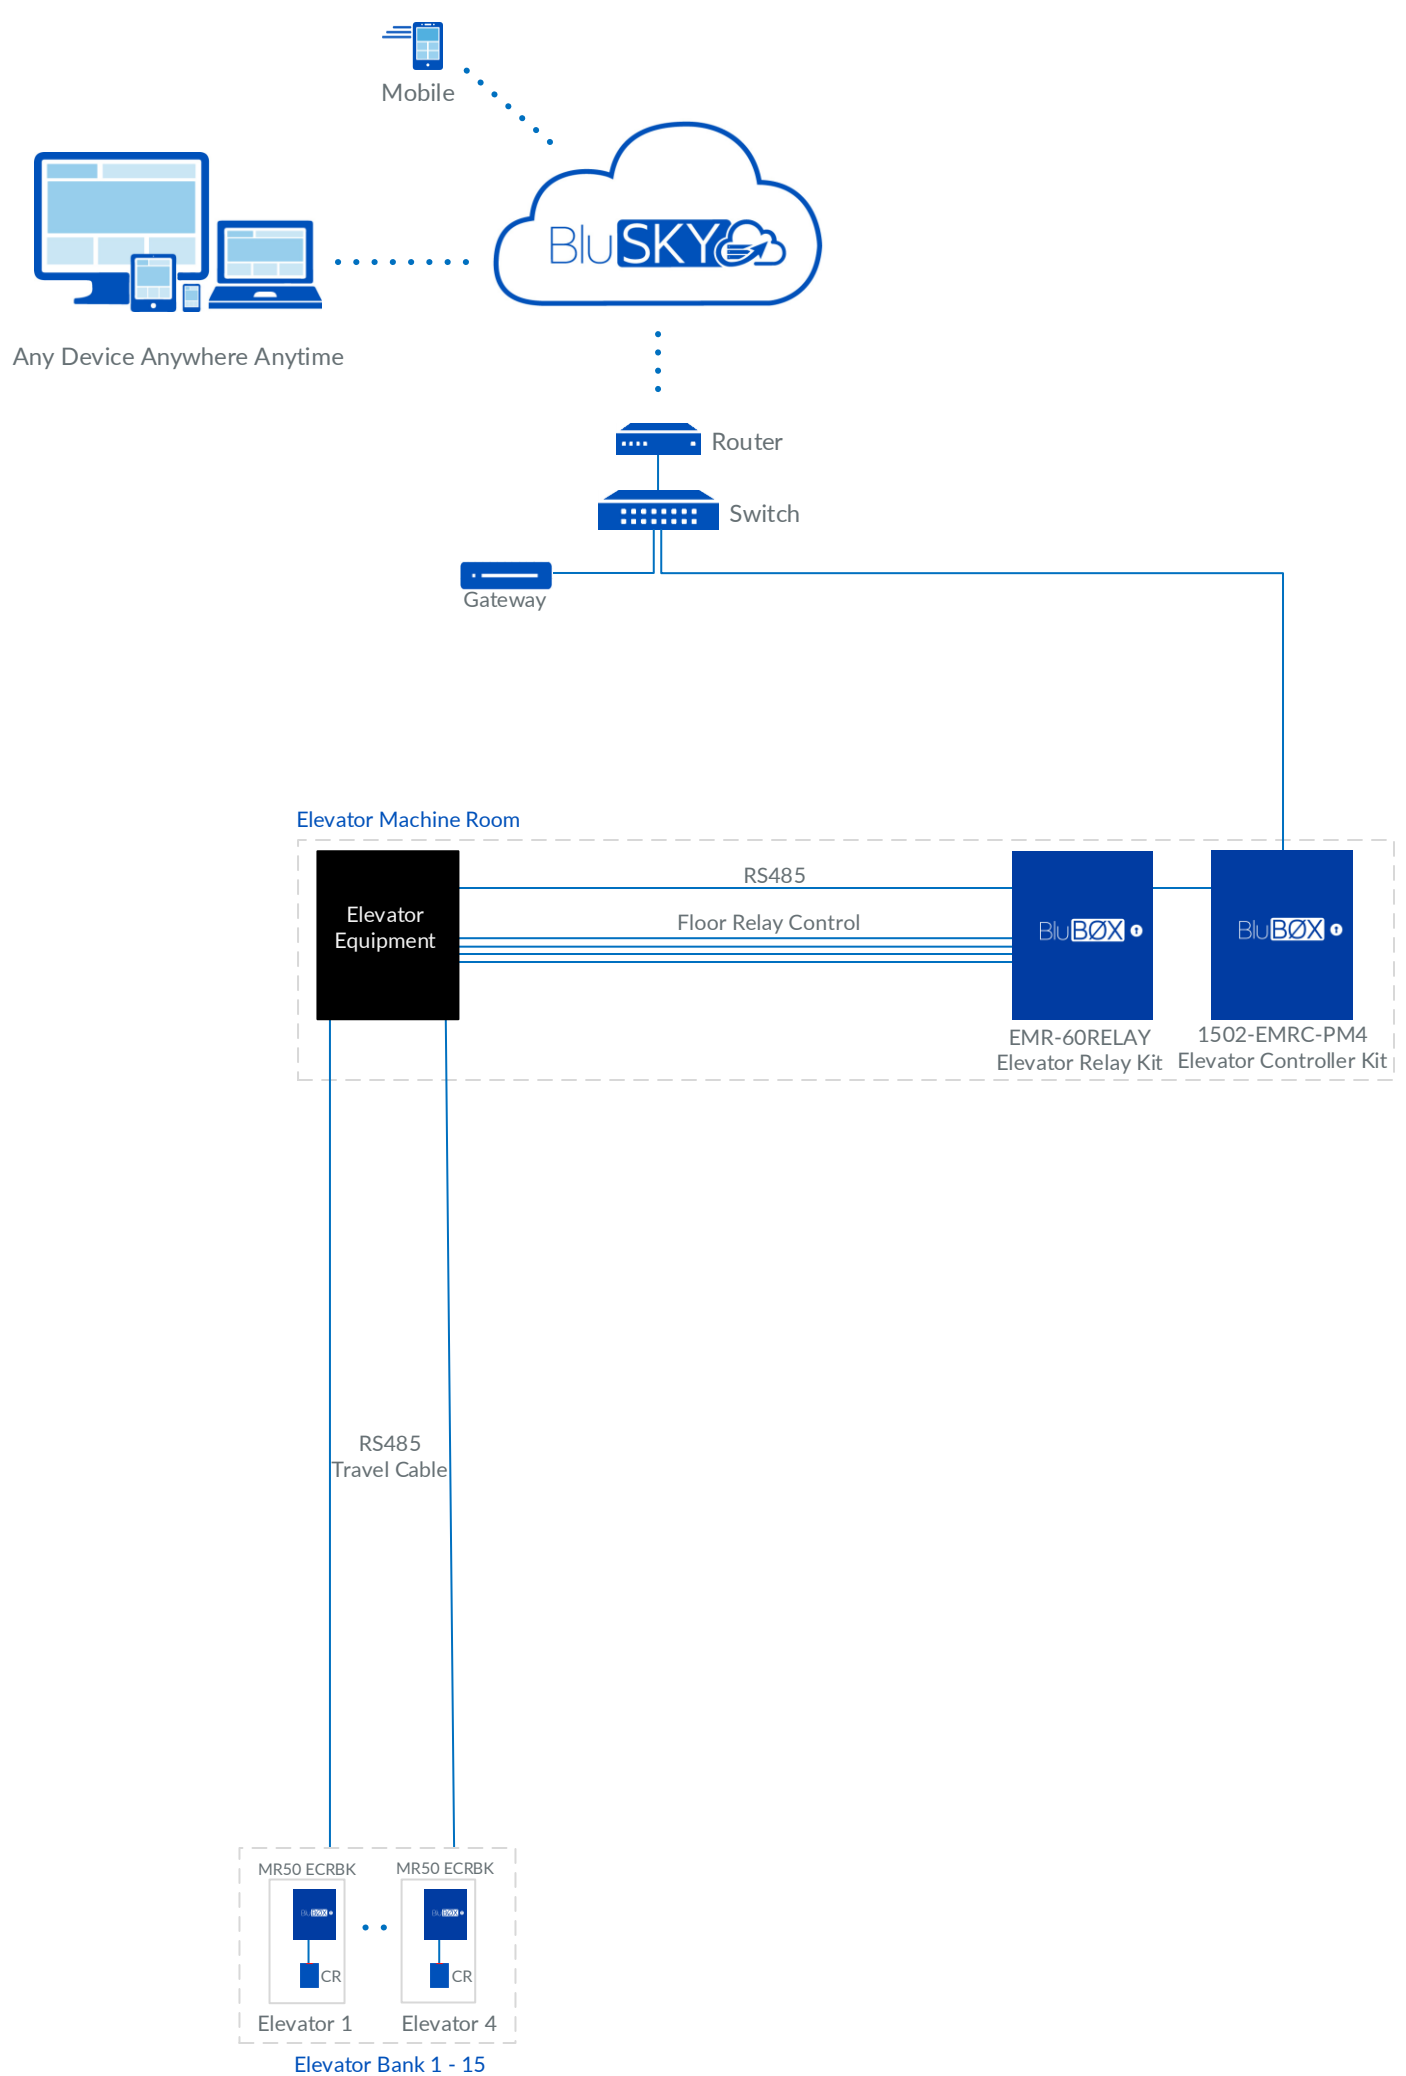 Mobile
BluSKY
Any Device Anywhere Anytime
Router
Switch
Gateway
Elevator Machine Room
Elevator
Equipment
RS485
Floor Relay Control
BluBØX
BluBØX
EMR-60RELAY
Elevator Relay Kit
1502-EMRC-PM4
Elevator Controller Kit
RS485
Travel Cable
MR50 ECRBK
MR50 ECRBK
BluBØX
BluBØX
CR
CR
Elevator 1
Elevator 4
Elevator Bank 1 - 15